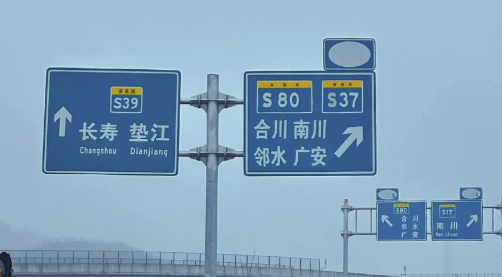 S39
长寿 垫江
Changshou Dianjiang
S80 S37
合川 南川
邻水 广安
S80
合川
邻水
广安
S17
南川
Nanchuan